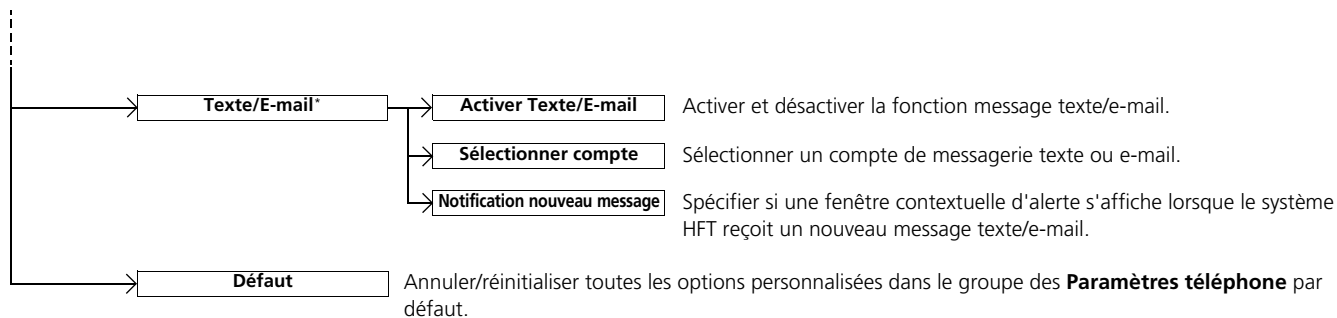 Texte/E-mail*
Activer Texte/E-mail
Activer et désactiver la fonction message texte/e-mail.
Sélectionner compte
Sélectionner un compte de messagerie texte ou e-mail.
Notification nouveau message
Spécifier si une fenêtre contextuelle d'alerte s'affiche lorsque le système
HFT reçoit un nouveau message texte/e-mail.
Défaut
Annuler/réinitialiser toutes les options personnalisées dans le groupe des Paramètres téléphone par
défaut.